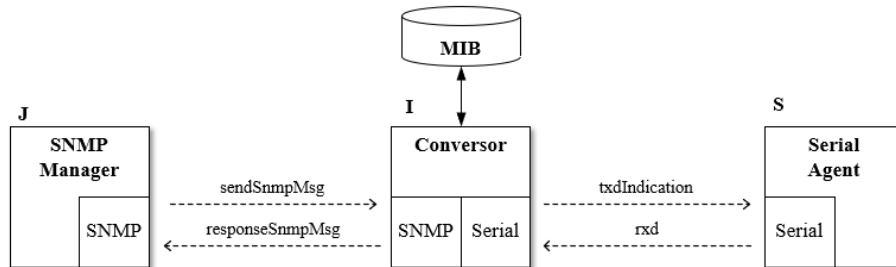 MIB
J
I
S
SNMP
Manager
Conversor
Serial
Agent
sendSnmpMsg
txdIndication
SNMP
responseSnmpMsg
SNMP
Serial
rxd
Serial